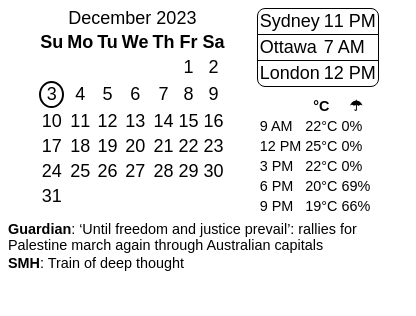 December 2023
Su Mo Tu We Th Fr Sa
1 2
3 4 5 6 7 8 9
10 11 12 13 14 15 16
17 18 19 20 21 22 23
24 25 26 27 28 29 30
31
Sydney 11 PM
Ottawa 7 AM
London 12 PM
°C ☂
9 AM 22°C 0%
12 PM 25°C 0%
3 PM 22°C 0%
6 PM 20°C 69%
9 PM 19°C 66%
Guardian: ‘Until freedom and justice prevail’: rallies for
Palestine march again through Australian capitals
SMH: Train of deep thought